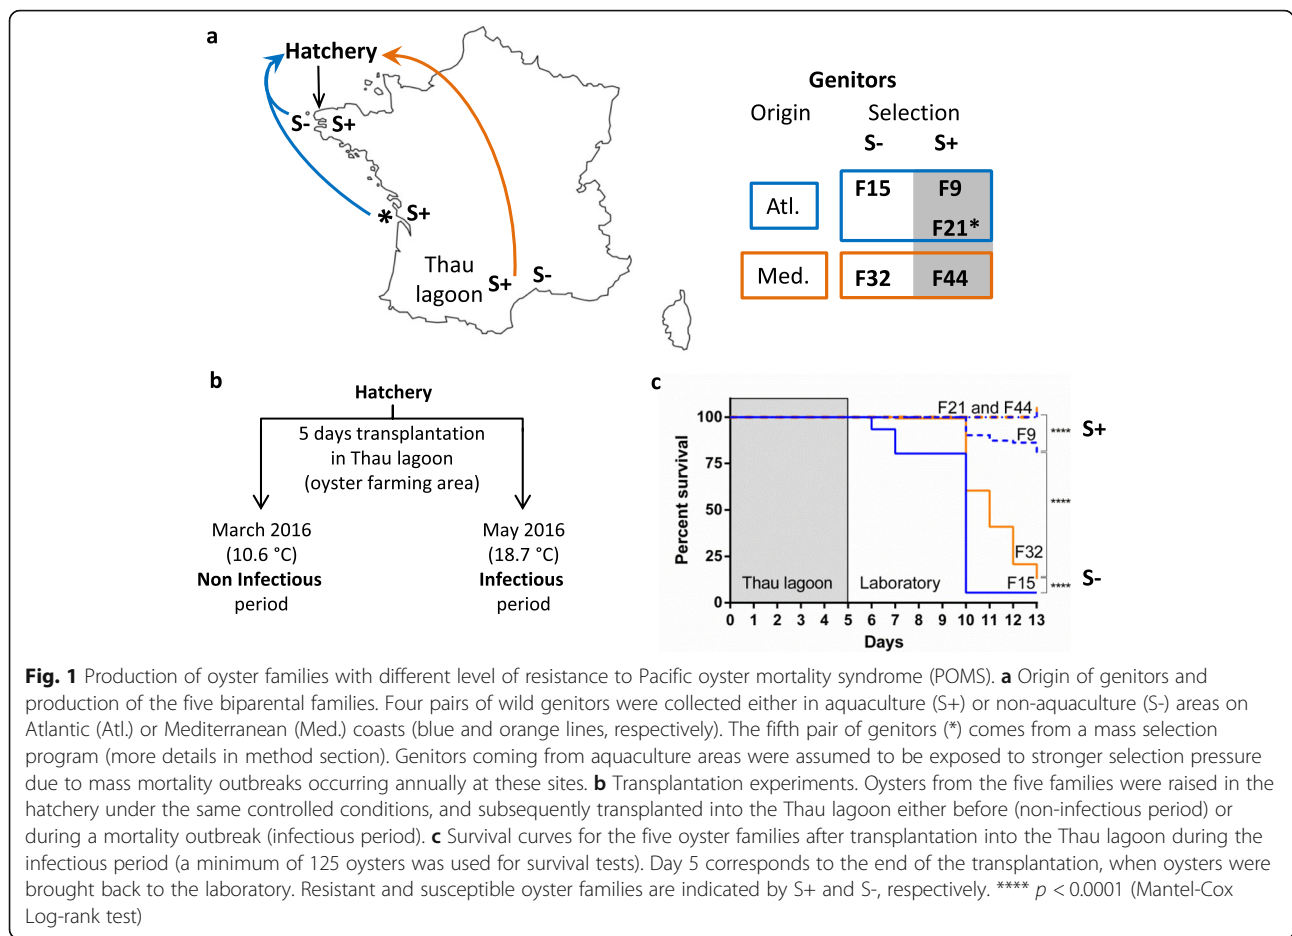 a
Hatchery
S-
S+
* S+
Thau
lagoon
S+
S-
Genitors
Origin Selection
S- S+
Atl. F15 F9
F21*
Med. F32 F44
b
Hatchery
5 days transplantation
in Thau lagoon
(oyster farming area)
March 2016
(10.6 °C)
Non Infectious
period
May 2016
(18.7 °C)
Infectious
period
c
Percent survival
100
75
50
25
0
F21 and F44
F9
F32
F15
**** S+
****
**** S-
Thau lagoon
Laboratory
0 1 2 3 4 5 6 7 8 9 10 11 12 13
Days
Fig. 1 Production of oyster families with different level of resistance to Pacific oyster mortality syndrome (POMS). a Origin of genitors and
production of the five biparental families. Four pairs of wild genitors were collected either in aquaculture (S+) or non-aquaculture (S-) areas on
Atlantic (Atl.) or Mediterranean (Med.) coasts (blue and orange lines, respectively). The fifth pair of genitors (*) comes from a mass selection
program (more details in method section). Genitors coming from aquaculture areas were assumed to be exposed to stronger selection pressure
due to mass mortality outbreaks occurring annually at these sites. b Transplantation experiments. Oysters from the five families were raised in the
hatchery under the same controlled conditions, and subsequently transplanted into the Thau lagoon either before (non-infectious period) or
during a mortality outbreak (infectious period). c Survival curves for the five oyster families after transplantation into the Thau lagoon during the
infectious period (a minimum of 125 oysters was used for survival tests). Day 5 corresponds to the end of the transplantation, when oysters were
brought back to the laboratory. Resistant and susceptible oyster families are indicated by S+ and S-, respectively. **** p < 0.0001 (Mantel-Cox
Log-rank test)